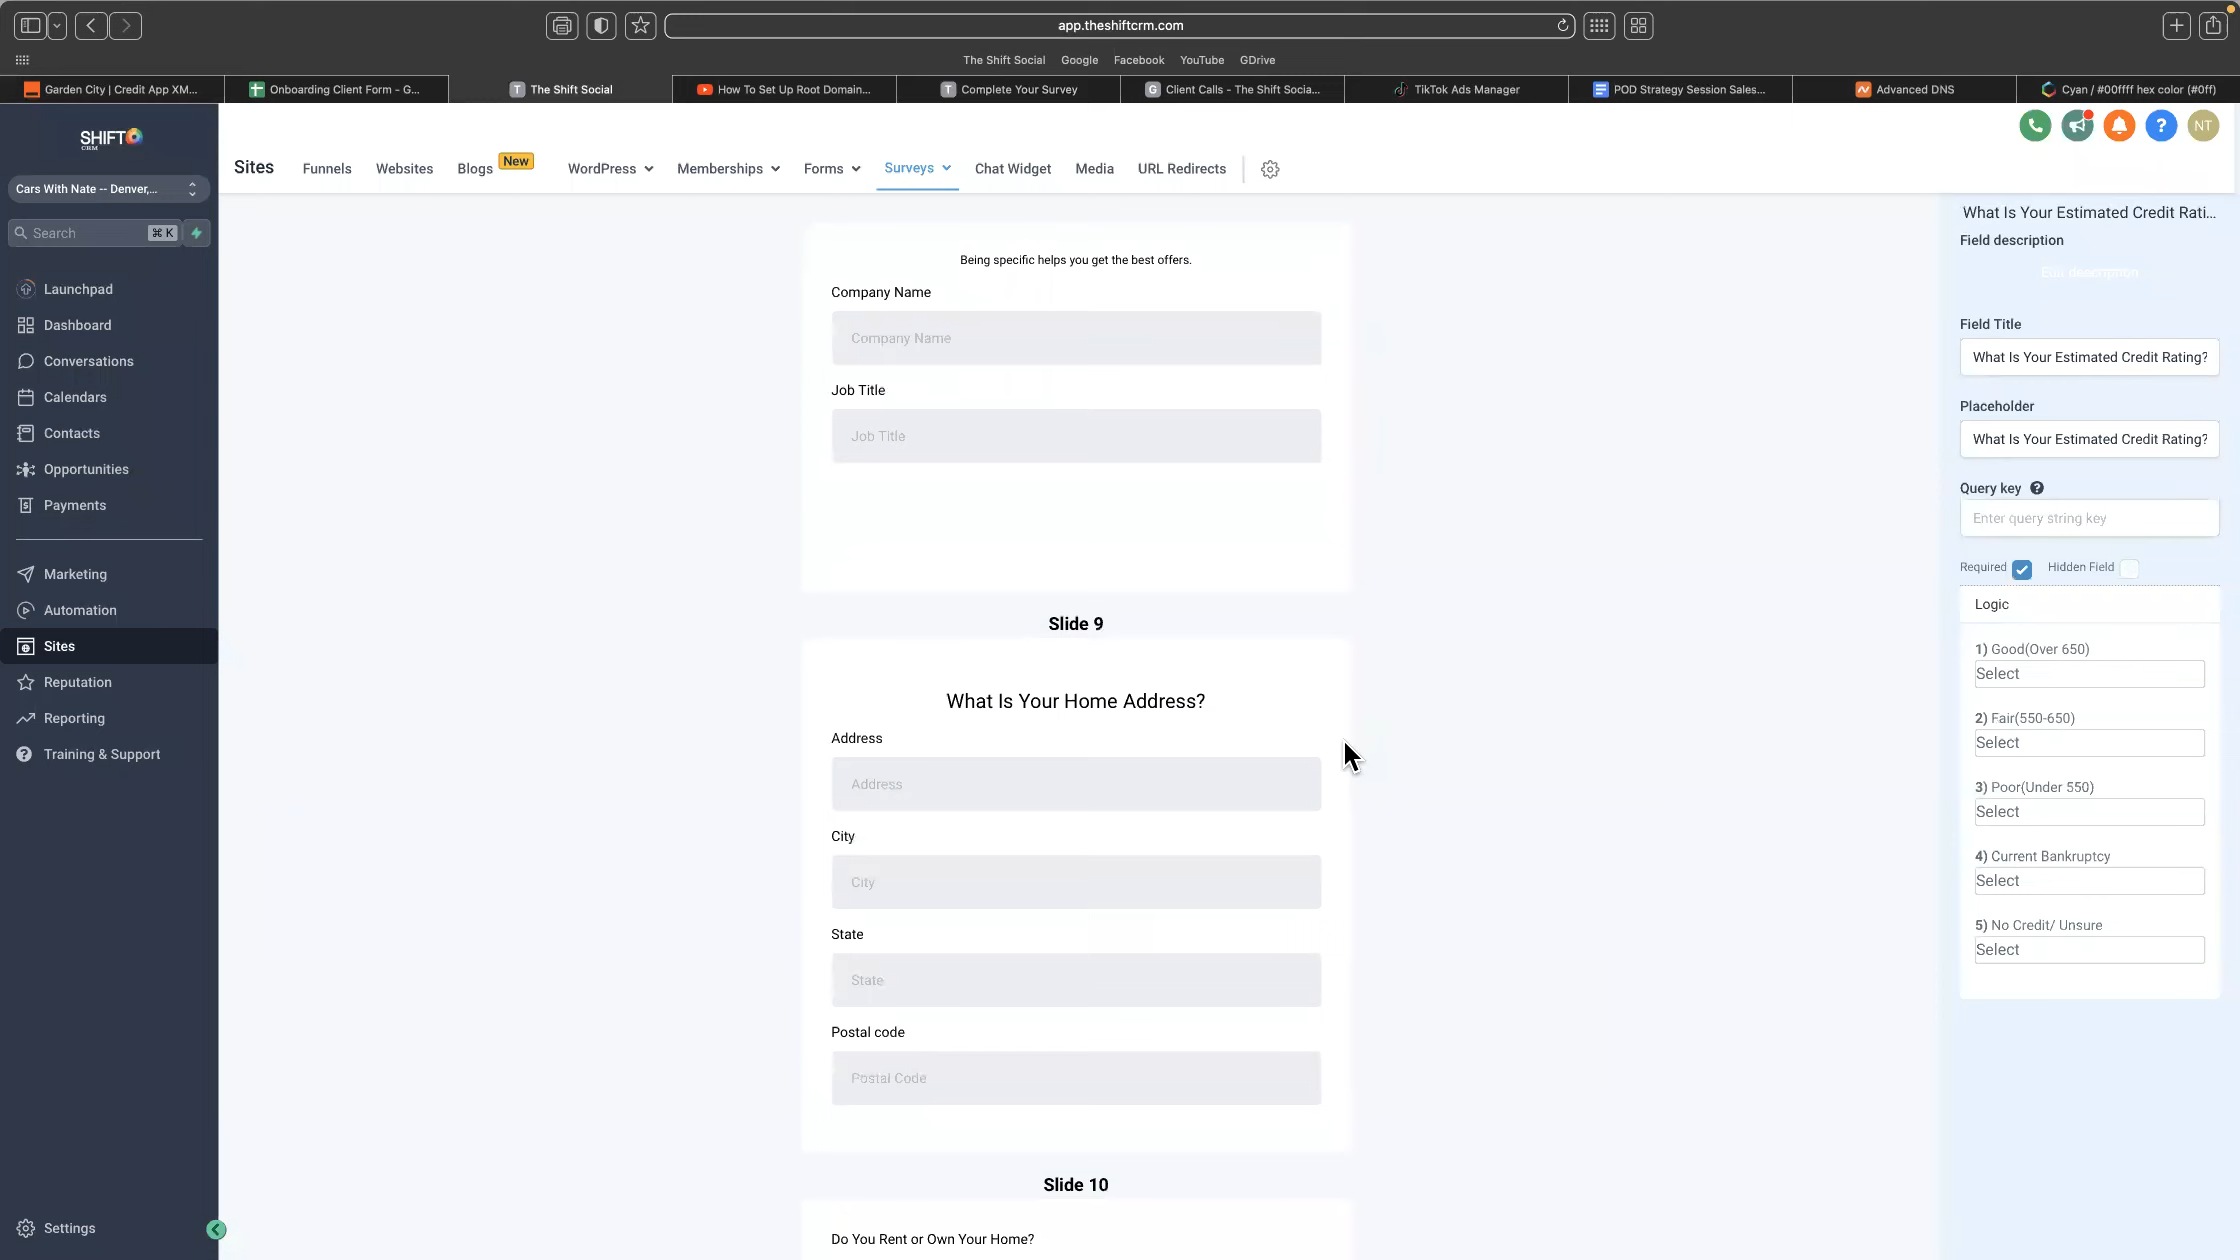 app.theshiftcrm.com
The Shift Social
Google
Facebook
YouTube
GDrive
Garden City | Credit App XM...
Onboarding Client Form - G...
The Shift Social
How To Set Up Root Domain...
Complete Your Survey
Client Calls - The Shift Socia...
TikTok Ads Manager
POD Strategy Session Sales...
Advanced DNS
Cyan / #00ffff hex color (#0ff)
SHIFT
CRM
Cars With Nate -- Denver,...
Search
⌘ K
Launchpad
Dashboard
Conversations
Calendars
Contacts
Opportunities
Payments
Marketing
Automation
Sites
Reputation
Reporting
Training & Support
Settings
NT
Sites
Funnels
Websites
Blogs
New
WordPress
Memberships
Forms
Surveys
Chat Widget
Media
URL Redirects
Being specific helps you get the best offers.
Company Name
Company Name
Job Title
Job Title
Slide 9
What Is Your Home Address?
Address
Address
City
City
State
State
Postal code
Postal Code
Slide 10
Do You Rent or Own Your Home?
What Is Your Estimated Credit Rati...
Field description
Edit description
Field Title
What Is Your Estimated Credit Rating?
Placeholder
What Is Your Estimated Credit Rating?
Query key
Enter query string key
Required
Hidden Field
Logic
1) Good(Over 650)
Select
2) Fair(550-650)
Select
3) Poor(Under 550)
Select
4) Current Bankruptcy
Select
5) No Credit/ Unsure
Select